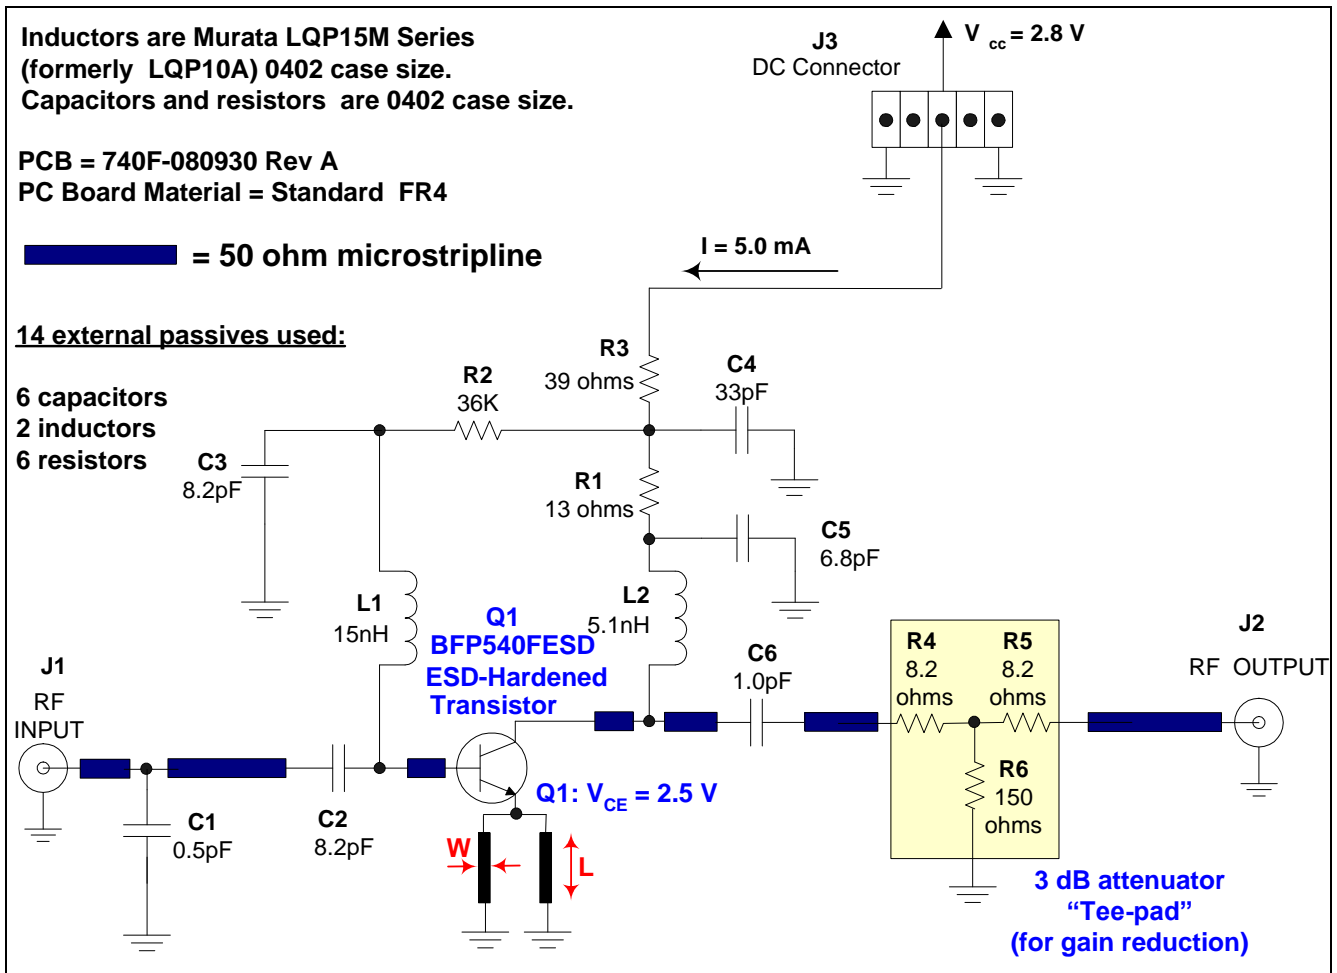 Inductors are Murata LQP15M Series
(formerly LQP10A) 0402 case size.
Capacitors and resistors are 0402 case size.
PCB = 740F-080930 Rev A
PC Board Material = Standard FR4
= 50 ohm microstripline
14 external passives used:
6 capacitors
2 inductors
6 resistors
J3
DC Connector
V cc = 2.8 V
I = 5.0 mA
R3
39 ohms
C4
33pF
R2
36K
C3
8.2pF
R1
13 ohms
C5
6.8pF
L1
15nH
L2
5.1nH
Q1
BFP540FESD
ESD-Hardened
Transistor
C6
1.0pF
R4
8.2
ohms
R5
8.2
ohms
R6
150
ohms
J2
RF OUTPUT
J1
RF
INPUT
C1
0.5pF
C2
8.2pF
Q1: VCE = 2.5 V
W
L
3 dB attenuator
“Tee-pad”
(for gain reduction)